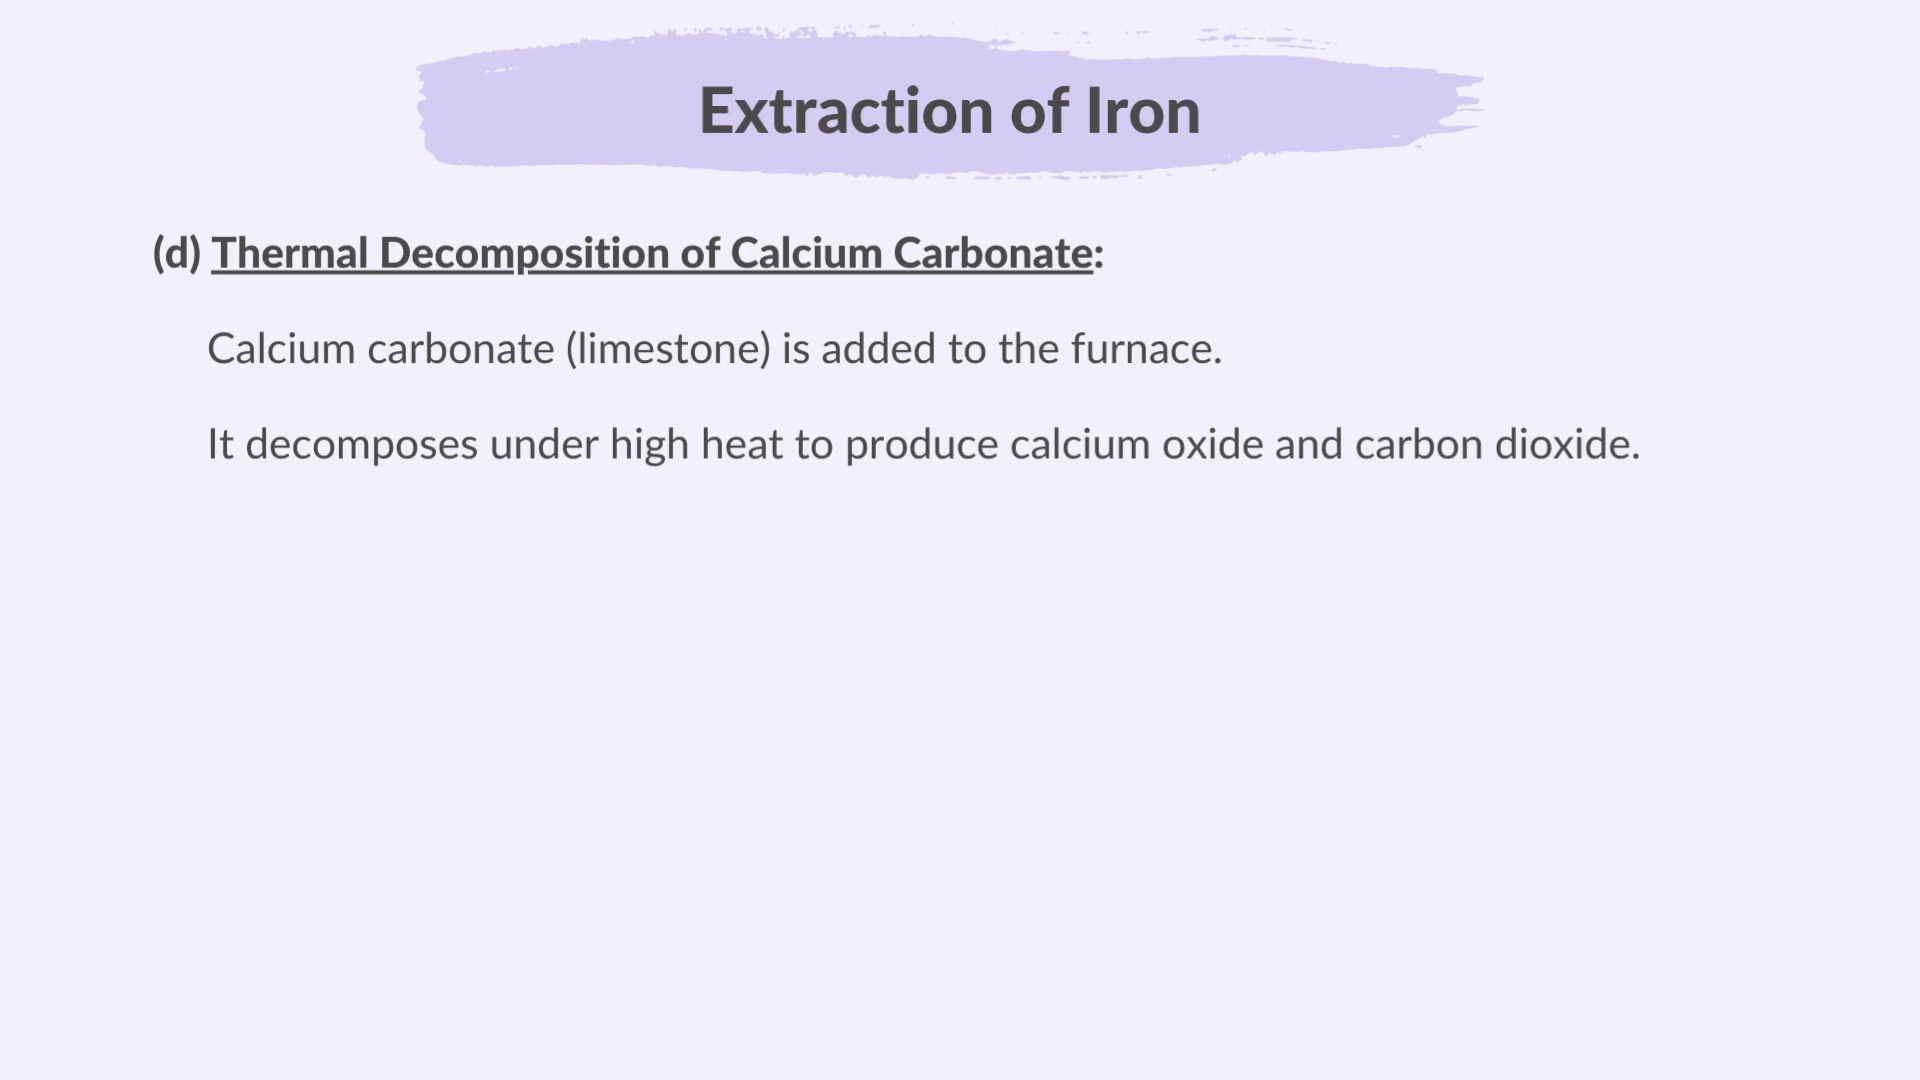 Extraction of Iron
(d) Thermal Decomposition of Calcium Carbonate:
Calcium carbonate (limestone) is added to the furnace.
It decomposes under high heat to produce calcium oxide and carbon dioxide.